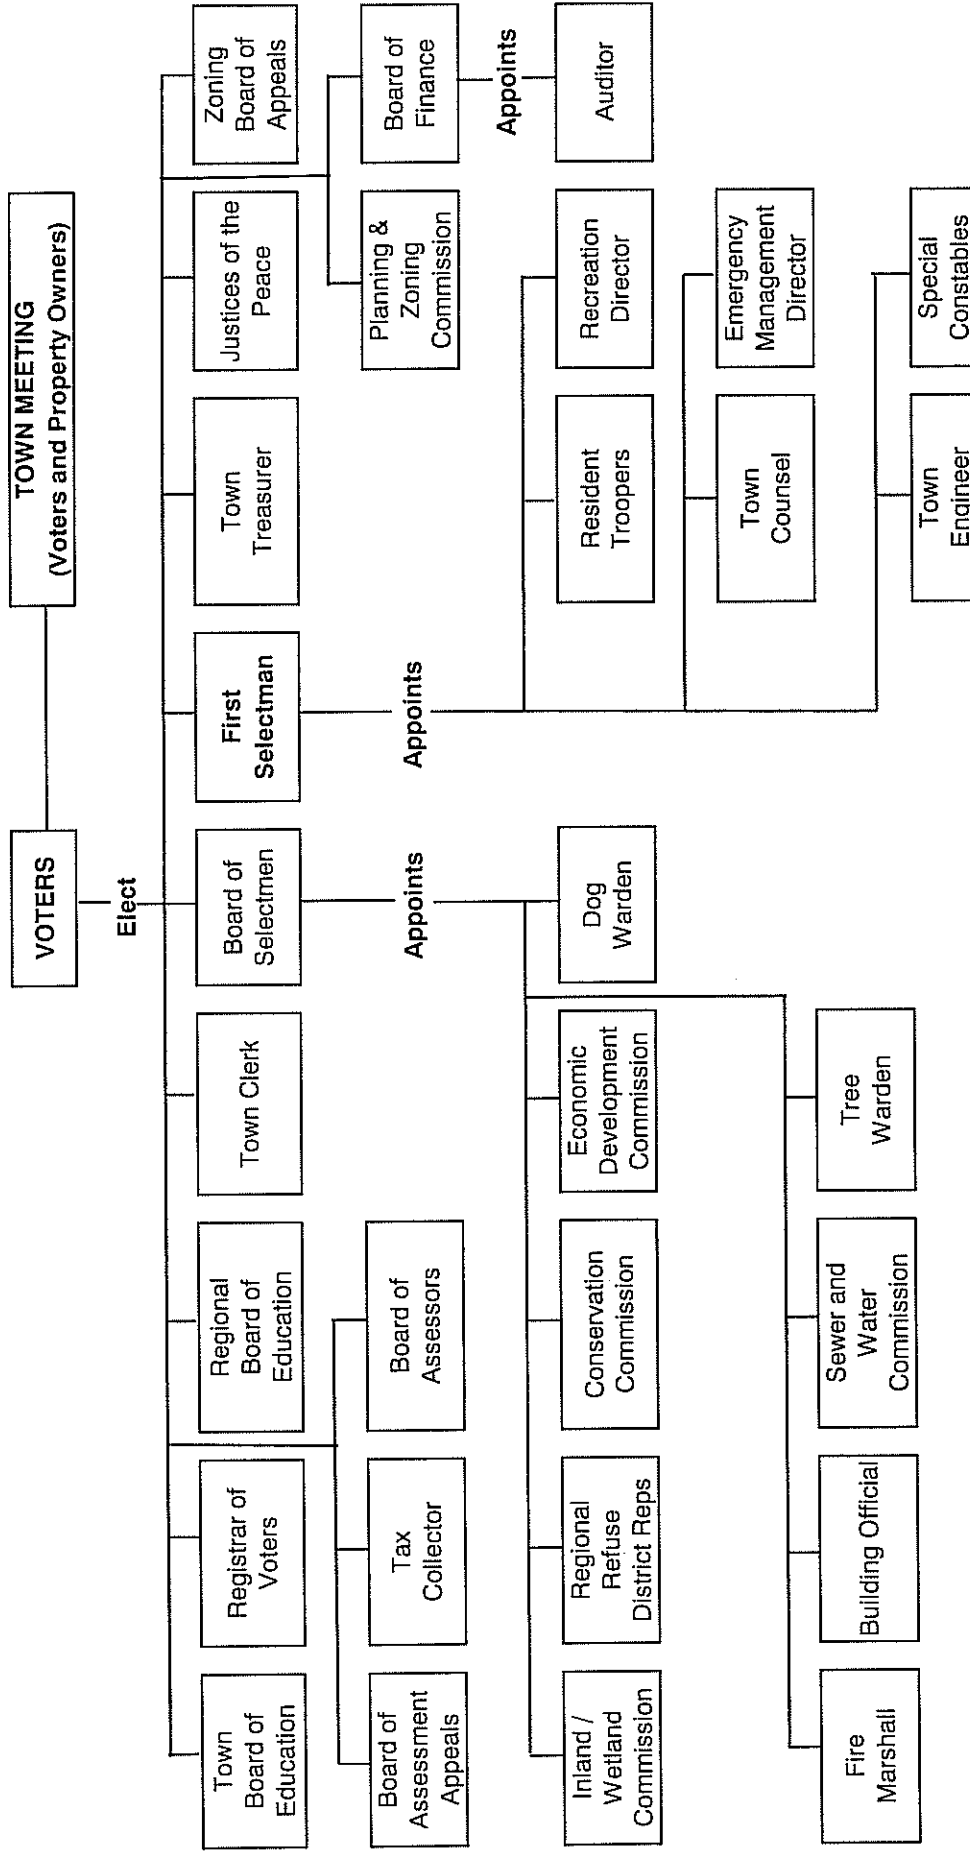 TOWN MEETING
(Voters and Property Owners)
VOTERS
Elect
Town
Board of
Education
Registrar of
Voters
Regional
Board of
Education
Town Clerk
Board of
Selectmen
First
Selectman
Town
Treasurer
Justices of the
Peace
Zoning
Board of
Appeals
Board of
Assessment
Appeals
Tax
Collector
Board of
Assessors
Appoints
Appoints
Planning &
Zoning
Commission
Board of
Finance
Appoints
Inland /
Wetland
Commission
Regional
Refuse
District Reps
Conservation
Commission
Economic
Development
Commission
Dog
Warden
Resident
Troopers
Recreation
Director
Auditor
Town
Counsel
Emergency
Management
Director
Fire
Marshall
Building Official
Sewer and
Water
Commission
Tree
Warden
Town
Engineer
Special
Constables